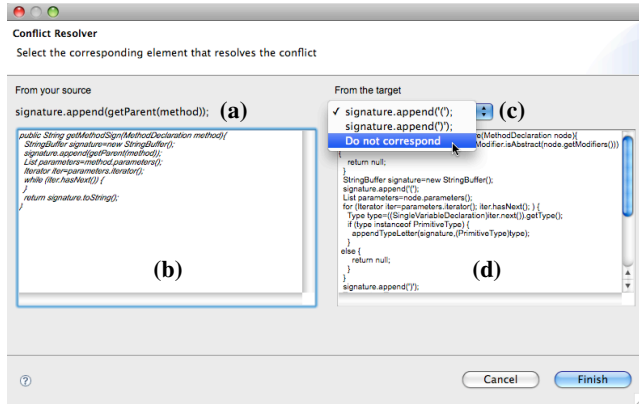 Conflict Resolver
Select the corresponding element that resolves the conflict
From your source
signature.append(getParent(method)); (a)
public String getMethodSign(MethodDeclaration method){
StringBuffer signature=new StringBuffer();
signature.append(getParent(method));
List parameters=method.parameters();
Iterator iter=parameters.iterator();
while (iter.hasNext()) {
}
return signature.toString();
}
(b)
From the target
✓ signature.append('(');
signature.append(')');
Do not correspond
(c)
(MethodDeclaration node){
Modifier.isAbstract(node.getModifiers()))
{
return null;
}
StringBuffer signature=new StringBuffer();
signature.append('(');
List parameters=node.parameters();
for (Iterator iter=parameters.iterator(); iter.hasNext(); ) {
Type type=((SingleVariableDeclaration)iter.next()).getType();
if (type instanceof PrimitiveType) {
appendTypeLetter(signature,(PrimitiveType)type);
}
else {
return null;
}
}
signature.append(')');
(d)
?
Cancel
Finish